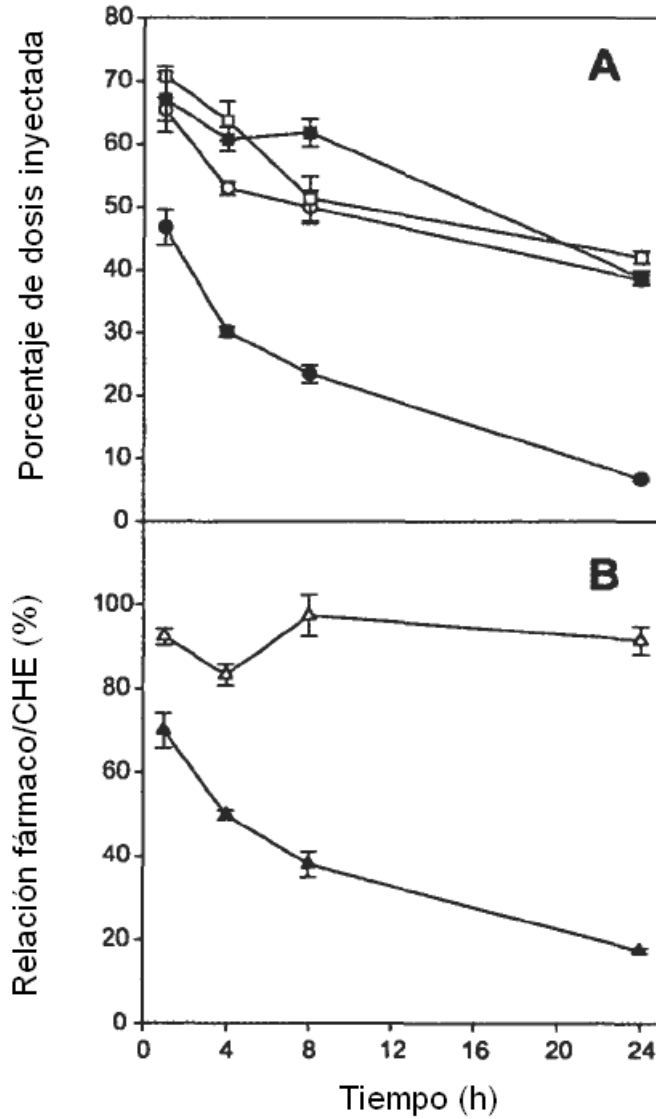 80
A
70
60
50
40
30
20
10
0
Porcentaje de dosis inyectada
B
100
80
60
40
20
0
Relación fármaco/CHE (%)
0 4 8 12 16 20 24
Tiempo (h)